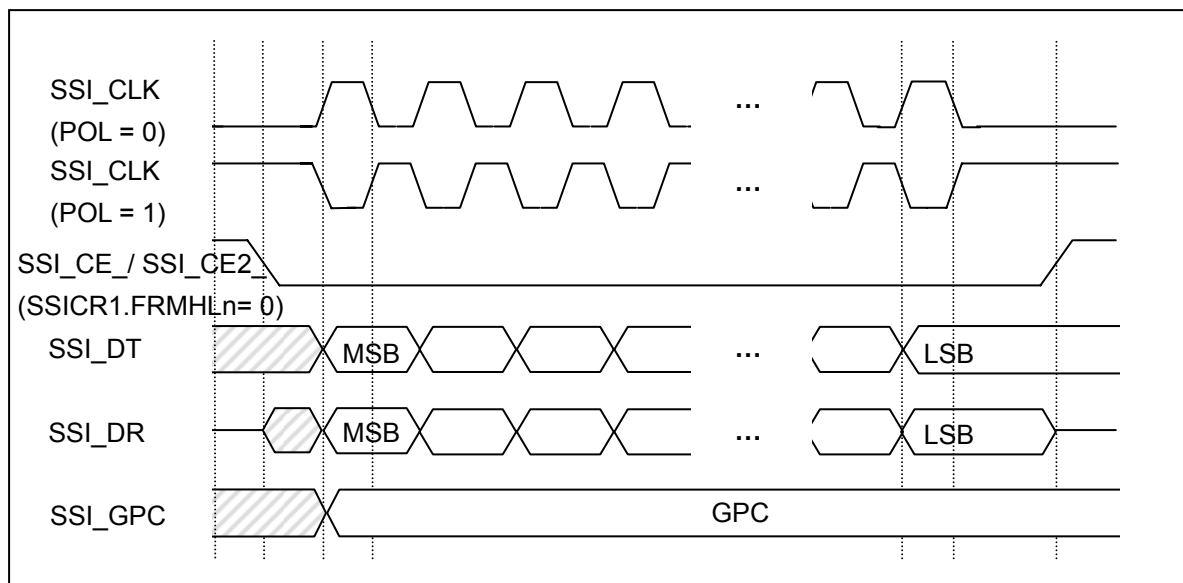 SSI_CLK
(POL = 0)
...
SSI_CLK
(POL = 1)
...
SSI_CE_/ SSI_CE2_
(SSICR1.FRMHLn= 0)
SSI_DT
MSB
...
LSB
SSI_DR
MSB
...
LSB
SSI_GPC
GPC